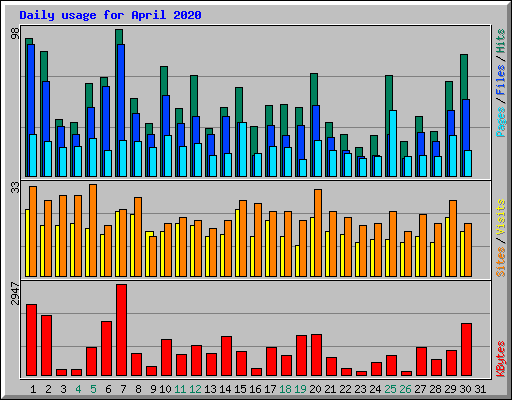 Daily usage for April 2020
98
Pages/Files/Hits
33
Sites/Visits
2947
KBytes
1 2 3 4 5 6 7 8 9 10 11 12 13 14 15 16 17 18 19 20 21 22 23 24 25 26 27 28 29 30 31